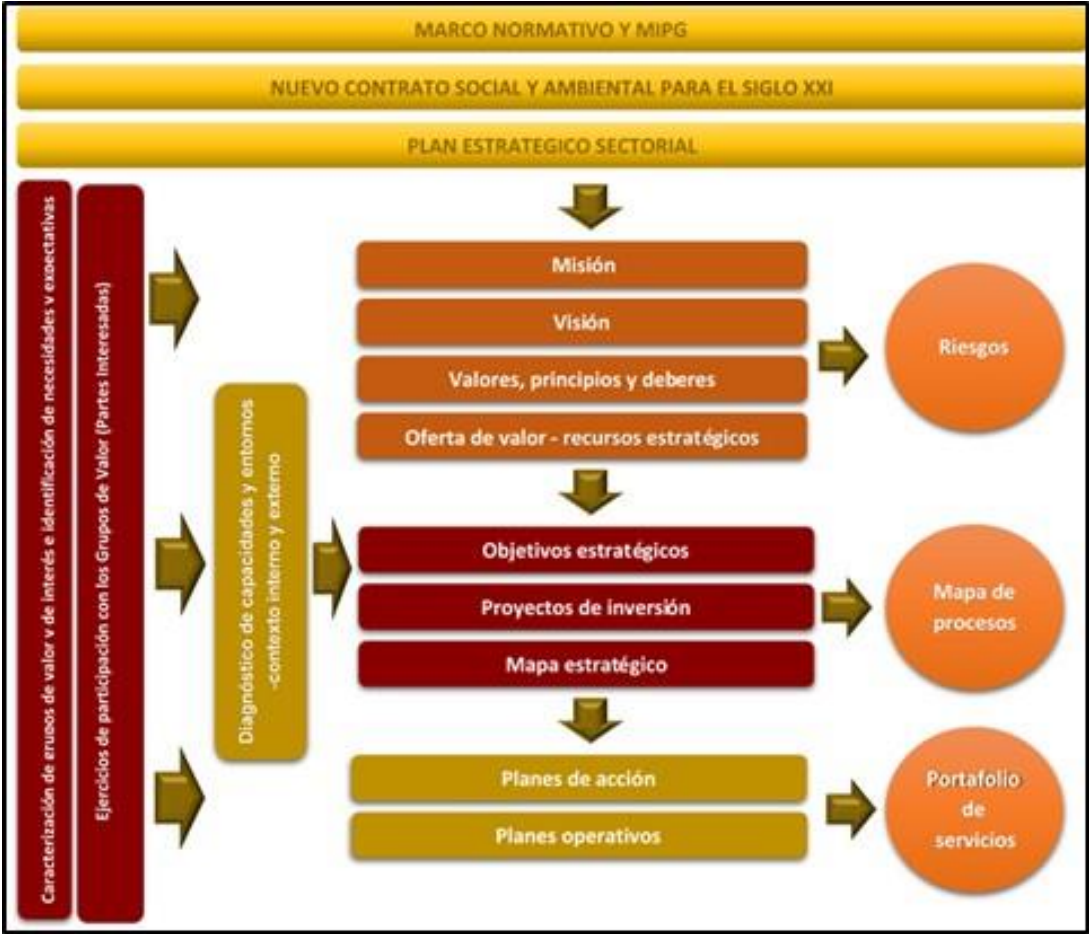 MARCO NORMATIVO Y MIPG
NUEVO CONTRATO SOCIAL Y AMBIENTAL PARA EL SIGLO XXI
PLAN ESTRATEGICO SECTORIAL
Caracterización de grupos de valor y de interés e identificación de necesidades y expectativas
Ejercicios de participación con los Grupos de Valor (Partes Interesadas)
Diagnóstico de capacidades y entornos
-contexto interno y externo
Misión
Visión
Valores, principios y deberes
Oferta de valor - recursos estratégicos
Riesgos
Objetivos estratégicos
Proyectos de inversión
Mapa estratégico
Mapa de
procesos
Planes de acción
Planes operativos
Portafolio
de
servicios